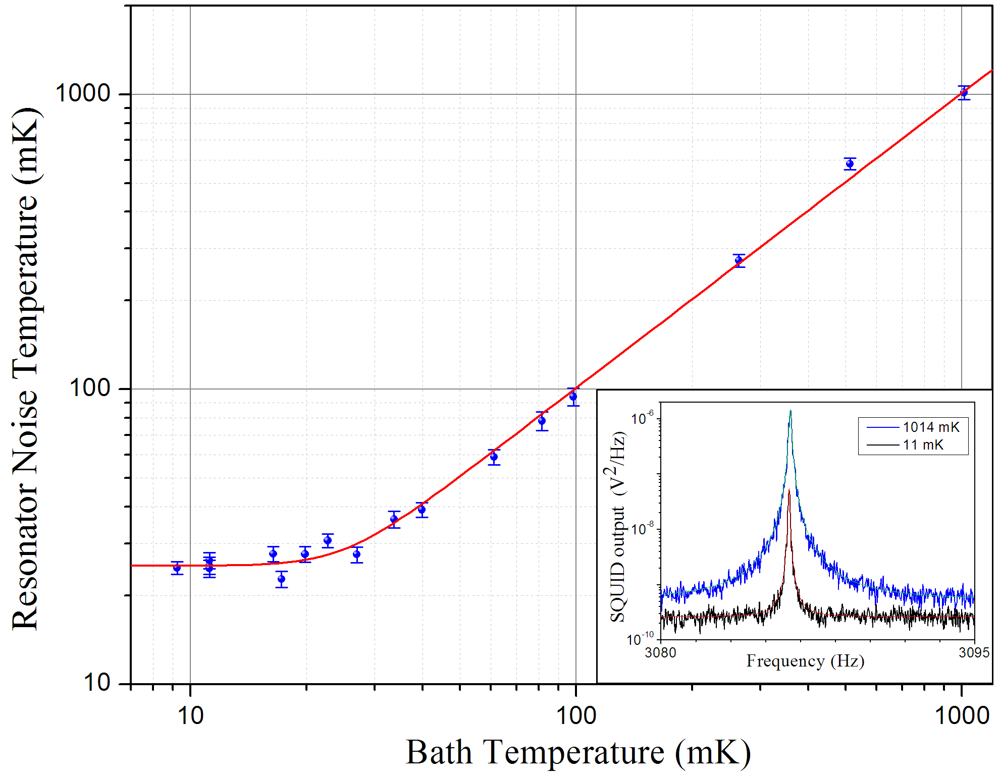 Resonator Noise Temperature (mK)
1000
100
10
10 100 1000
Bath Temperature (mK)
SQUID output (V²/Hz)
10⁻⁶
10⁻⁸
10⁻¹⁰
1014 mK
11 mK
3080 3095
Frequency (Hz)